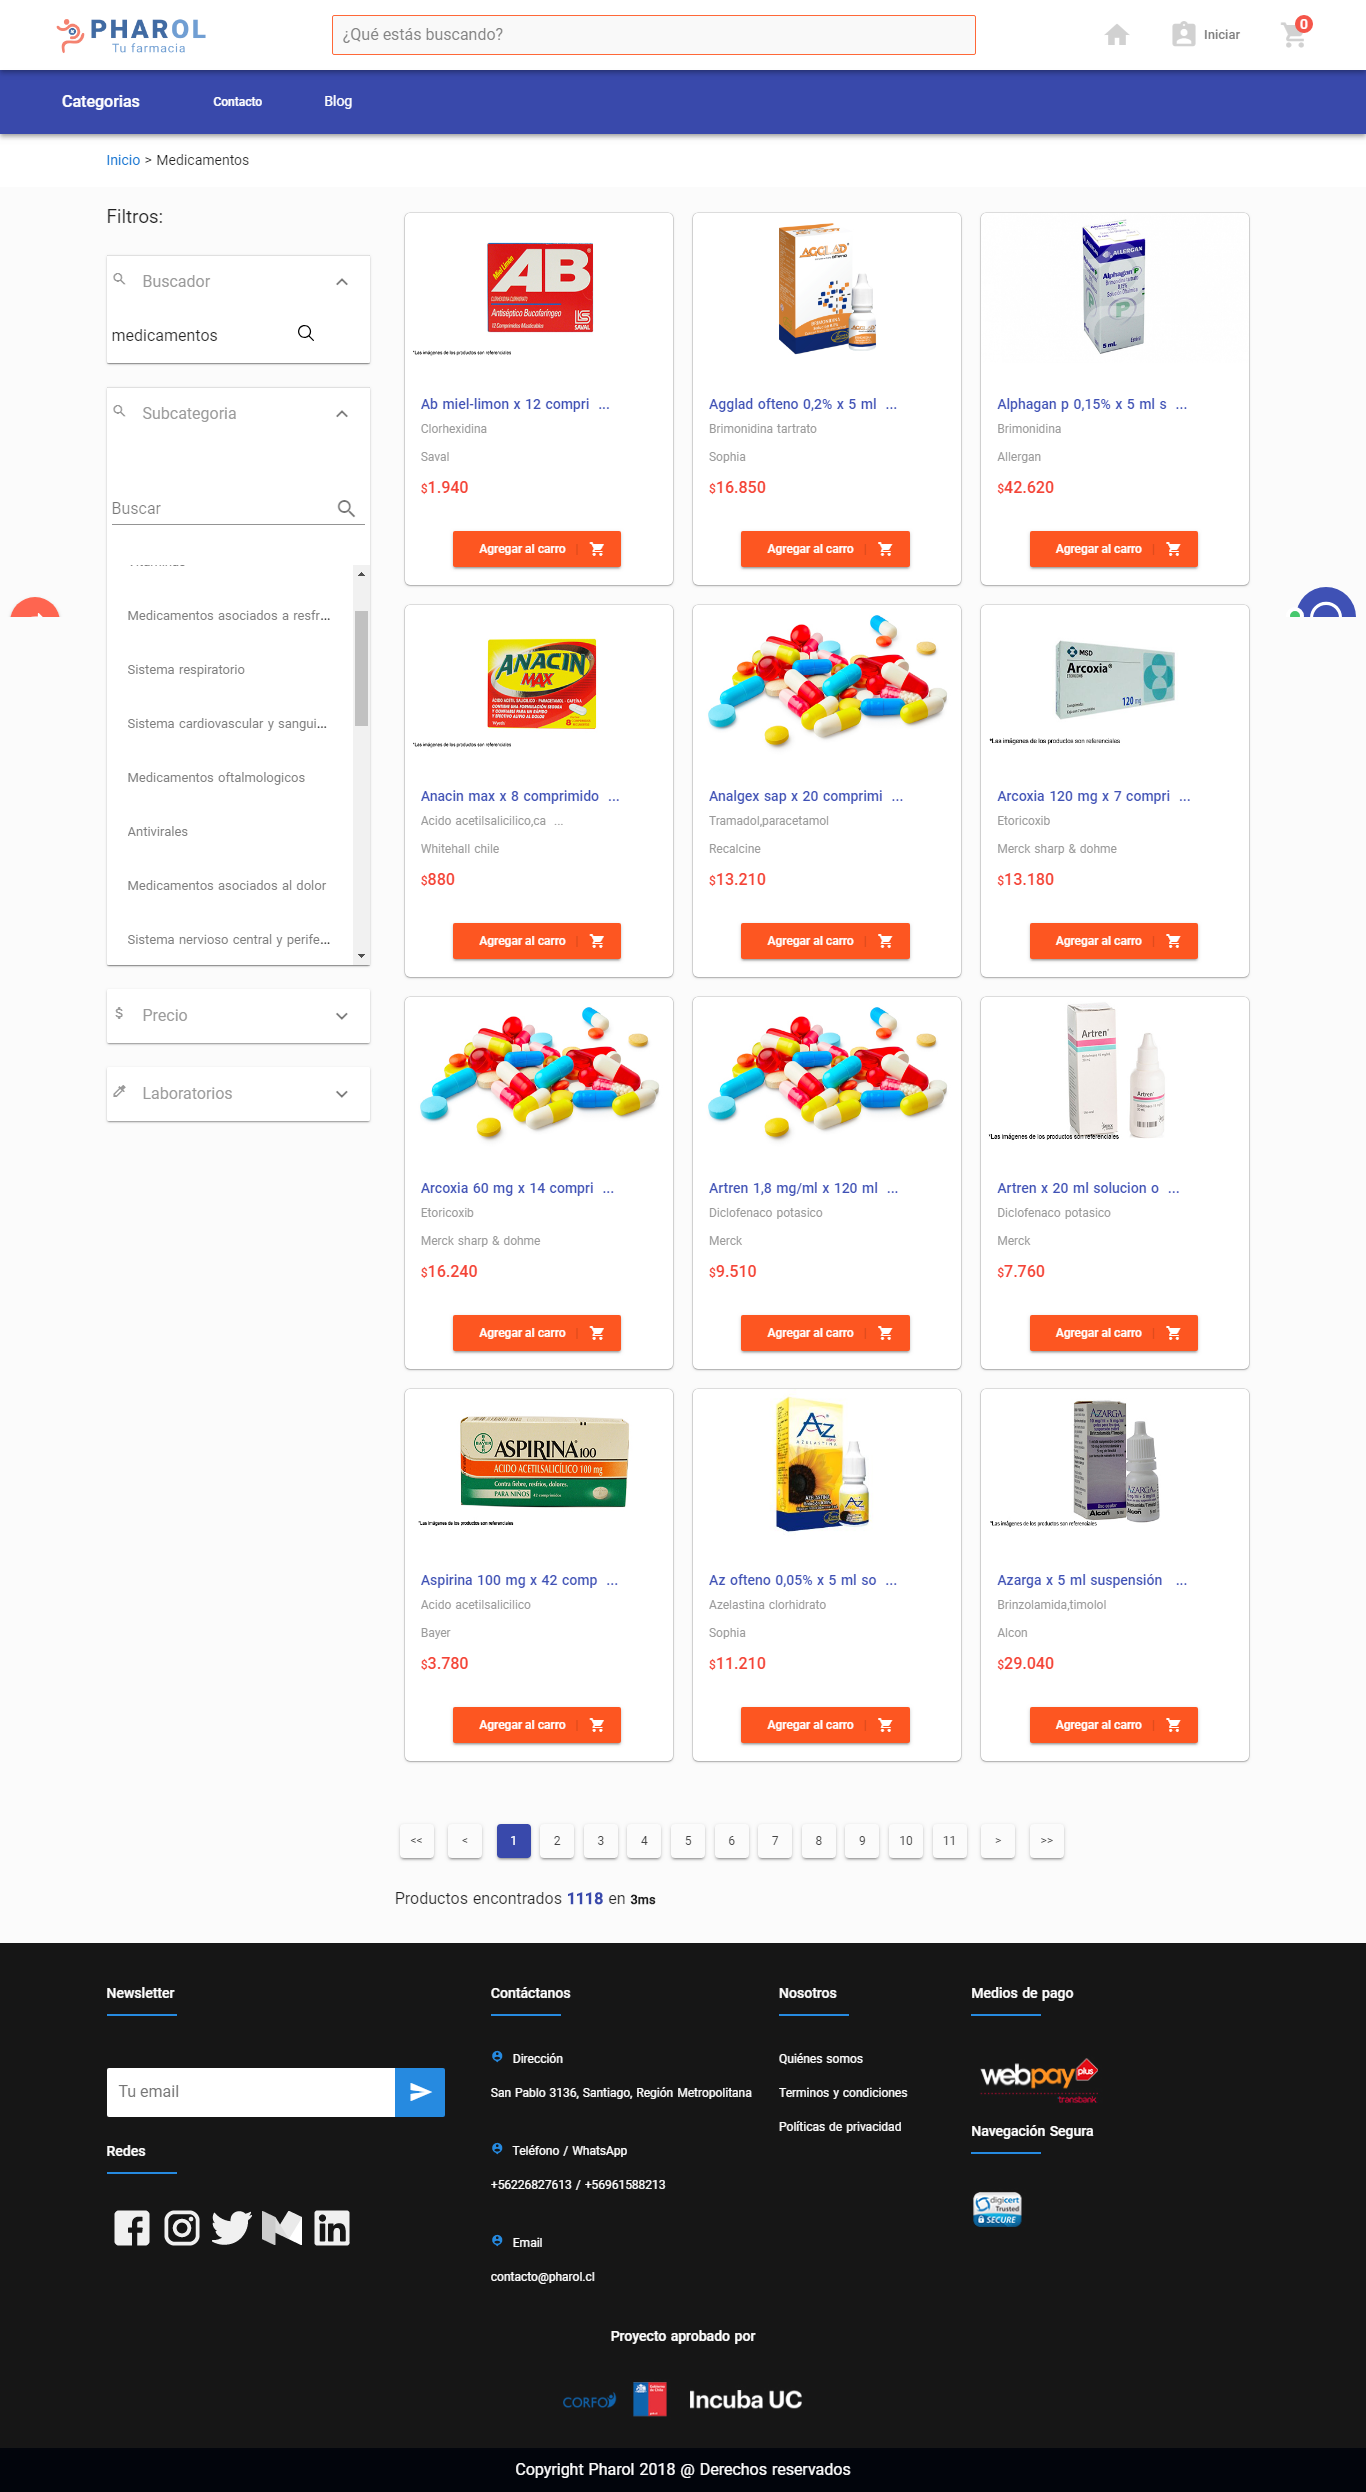 PHAROL
Tu farmacia
¿Qué estás buscando?
Iniciar
0
Categorias
Contacto
Blog
Inicio > Medicamentos
Filtros:
Buscador
medicamentos
Subcategoria
Buscar
Medicamentos asociados a resfr...
Sistema respiratorio
Sistema cardiovascular y sangui...
Medicamentos oftalmologicos
Antivirales
Medicamentos asociados al dolor
Sistema nervioso central y perife...
Precio
Laboratorios
Miel Limón
AB
Antiséptico Bucofaríngeo
SAVAL
*Las imágenes de los productos son referenciales
Ab miel-limon x 12 compri ...
Clorhexidina
Saval
$1.940
Agregar al carro
AGGLAD
ofteno
Agglad ofteno 0,2% x 5 ml ...
Brimonidina tartrato
Sophia
$16.850
Agregar al carro
ALLERGAN
Alphagan P
5 mL
Alphagan p 0,15% x 5 ml s ...
Brimonidina
Allergan
$42.620
Agregar al carro
ANACIN
MAX
*Las imágenes de los productos son referenciales
Anacin max x 8 comprimido ...
Acido acetilsalicilico,ca ...
Whitehall chile
$880
Agregar al carro
Analgex sap x 20 comprimi ...
Tramadol,paracetamol
Recalcine
$13.210
Agregar al carro
MSD
Arcoxia®
120 mg
*Las imágenes de los productos son referenciales
Arcoxia 120 mg x 7 compri ...
Etoricoxib
Merck sharp & dohme
$13.180
Agregar al carro
Arcoxia 60 mg x 14 compri ...
Etoricoxib
Merck sharp & dohme
$16.240
Agregar al carro
Artren 1,8 mg/ml x 120 ml ...
Diclofenaco potasico
Merck
$9.510
Agregar al carro
Artren
Artren
*Las imágenes de los productos son referenciales
Artren x 20 ml solucion o ...
Diclofenaco potasico
Merck
$7.760
Agregar al carro
BAYER
ASPIRINA® 100
ACIDO ACETILSALICÍLICO 100 mg
Contra fiebre, resfríos, dolores.
PARA NIÑOS
42 comprimidos
*Las imágenes de los productos son referenciales
Aspirina 100 mg x 42 comp ...
Acido acetilsalicilico
Bayer
$3.780
Agregar al carro
AZ
AZELASTINA
AZ
Az ofteno 0,05% x 5 ml so ...
Azelastina clorhidrato
Sophia
$11.210
Agregar al carro
AZARGA
AZARGA
Alcon
Alcon
*Las imágenes de los productos son referenciales
Azarga x 5 ml suspensión ...
Brinzolamida,timolol
Alcon
$29.040
Agregar al carro
<< < 1 2 3 4 5 6 7 8 9 10 11 > >>
Productos encontrados 1118 en 3ms
Newsletter
Tu email
Redes
Contáctanos
Dirección
San Pablo 3136, Santiago, Región Metropolitana
Teléfono / WhatsApp
+56226827613 / +56961588213
Email
contacto@pharol.cl
Nosotros
Quiénes somos
Terminos y condiciones
Políticas de privacidad
Medios de pago
webpay plus
transbank
Navegación Segura
digicert
Trusted
SECURE
Proyecto aprobado por
CORFO
Incuba UC
Copyright Pharol 2018 @ Derechos reservados